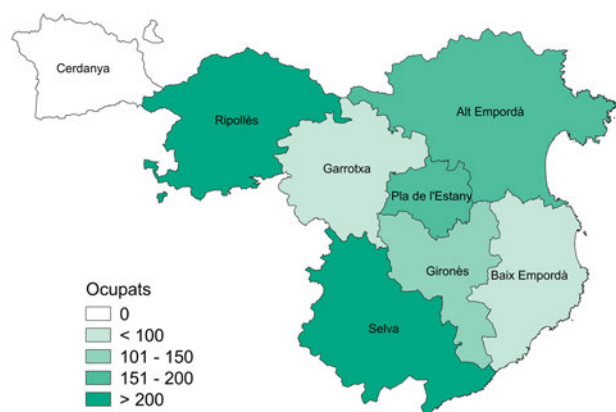 Cerdanya
Ripollès
Alt Empordà
Garrotxa
Pla de l'Estany
Gironès
Baix Empordà
Selva
Ocupats
0
< 100
101 - 150
151 - 200
> 200